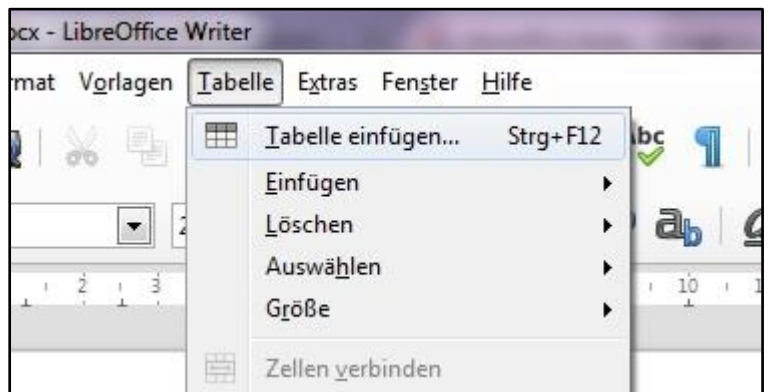 ocx - LibreOffice Writer
mat Vorlagen Tabelle Extras Fenster Hilfe
Tabelle einfügen... Strg+F12
Einfügen
Löschen
Auswählen
Größe
Zellen verbinden
2 3 10